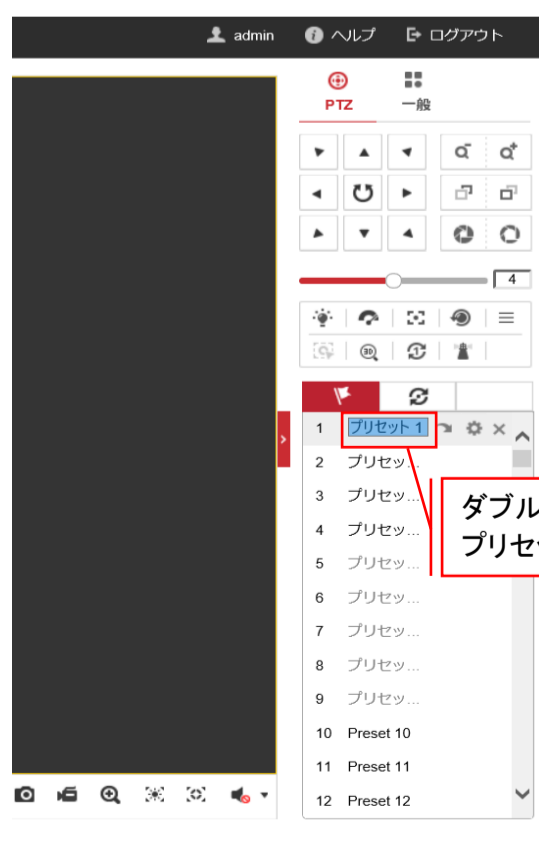 admin ヘルプ ログアウト
PTZ 一般
4
1 プリセット 1
2 プリセッ...
3 プリセッ...
4 プリセッ...
5 プリセッ...
6 プリセッ...
7 プリセッ...
8 プリセッ...
9 プリセッ...
10 Preset 10
11 Preset 11
12 Preset 12
ダブル
プリセ